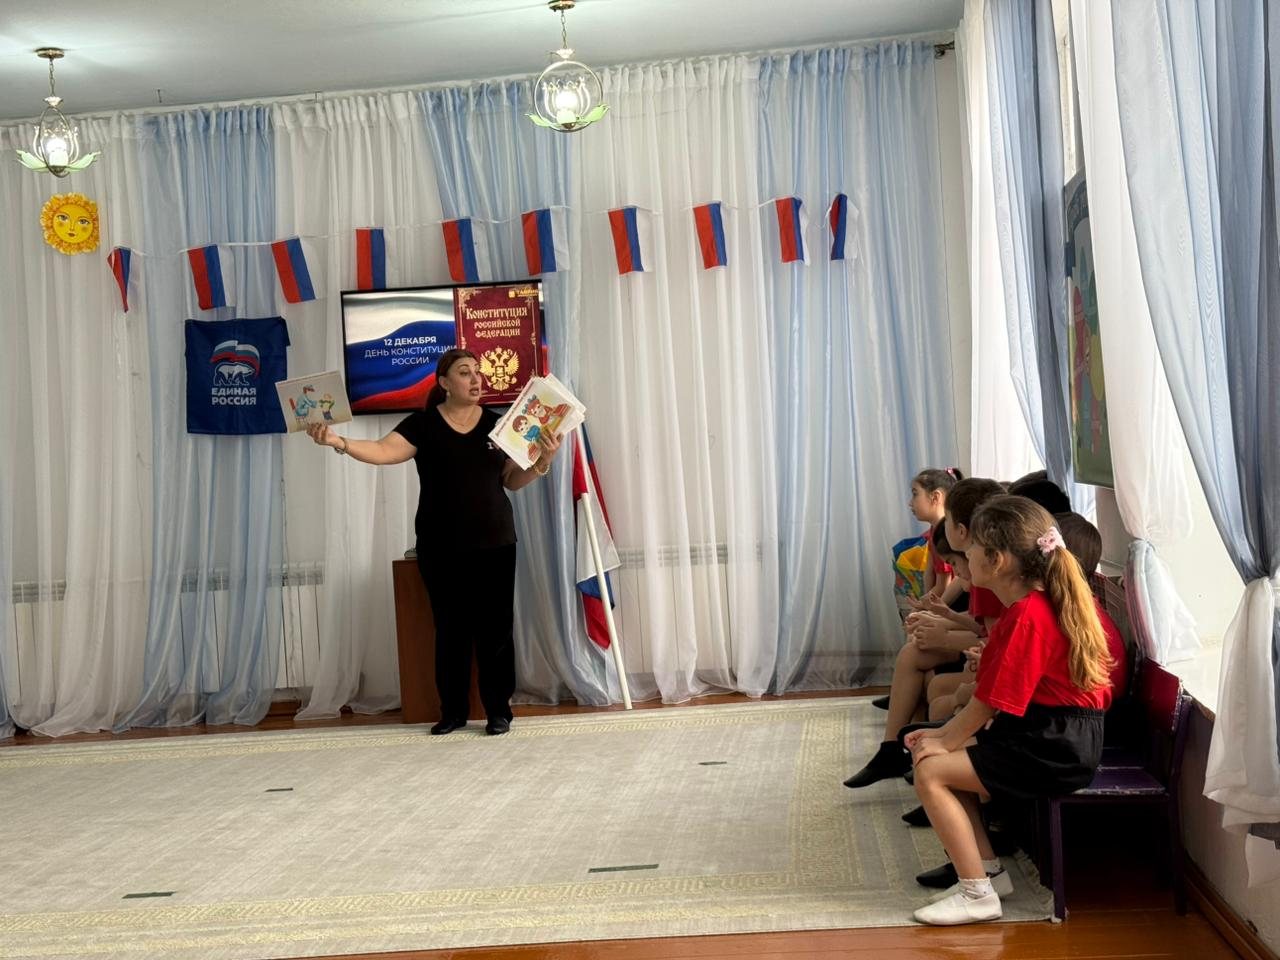 12 ДЕКАБРЯ
ДЕНЬ КОНСТИТУЦИИ
РОССИИ
КОНСТИТУЦИЯ
РОССИЙСКОЙ
ФЕДЕРАЦИИ
ЕДИНАЯ
РОССИЯ